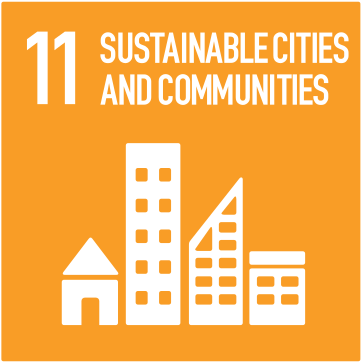 11 SUSTAINABLE CITIES
AND COMMUNITIES